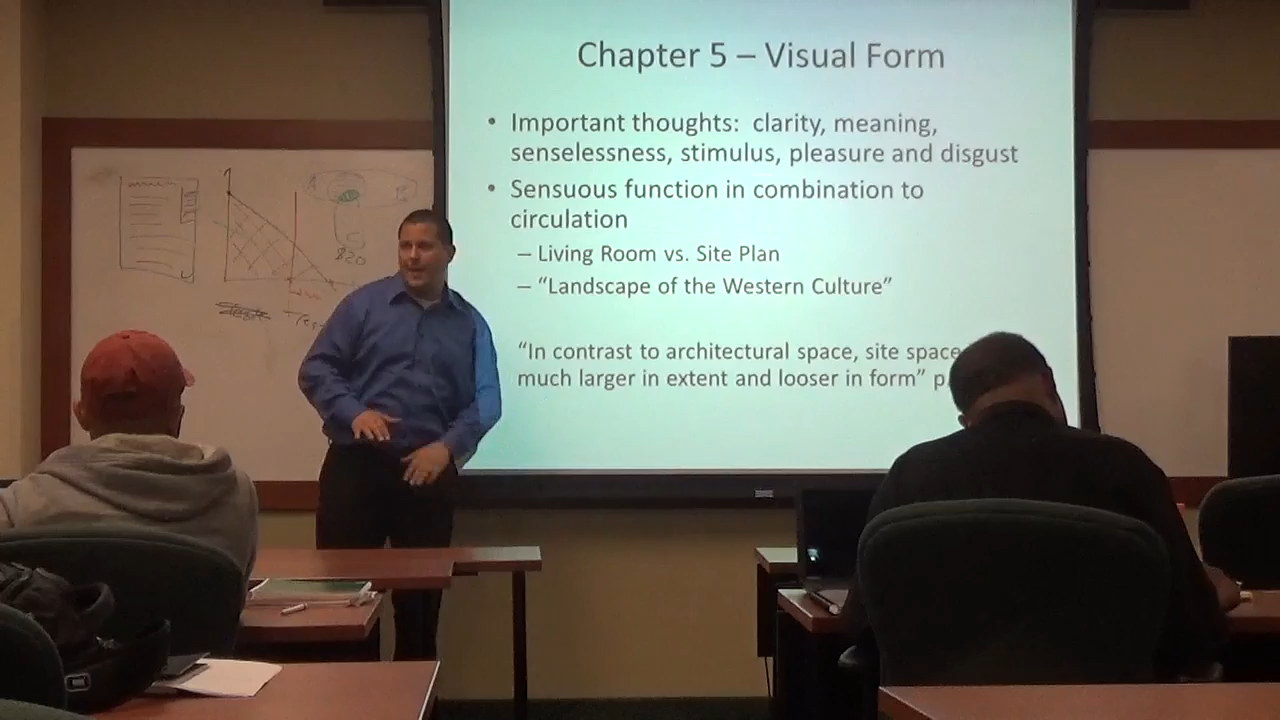 Chapter 5 – Visual Form
• Important thoughts: clarity, meaning,
senselessness, stimulus, pleasure and disgust
• Sensuous function in combination to
circulation
– Living Room vs. Site Plan
– “Landscape of the Western Culture”
“In contrast to architectural space, site space
much larger in extent and looser in form” p.
$20